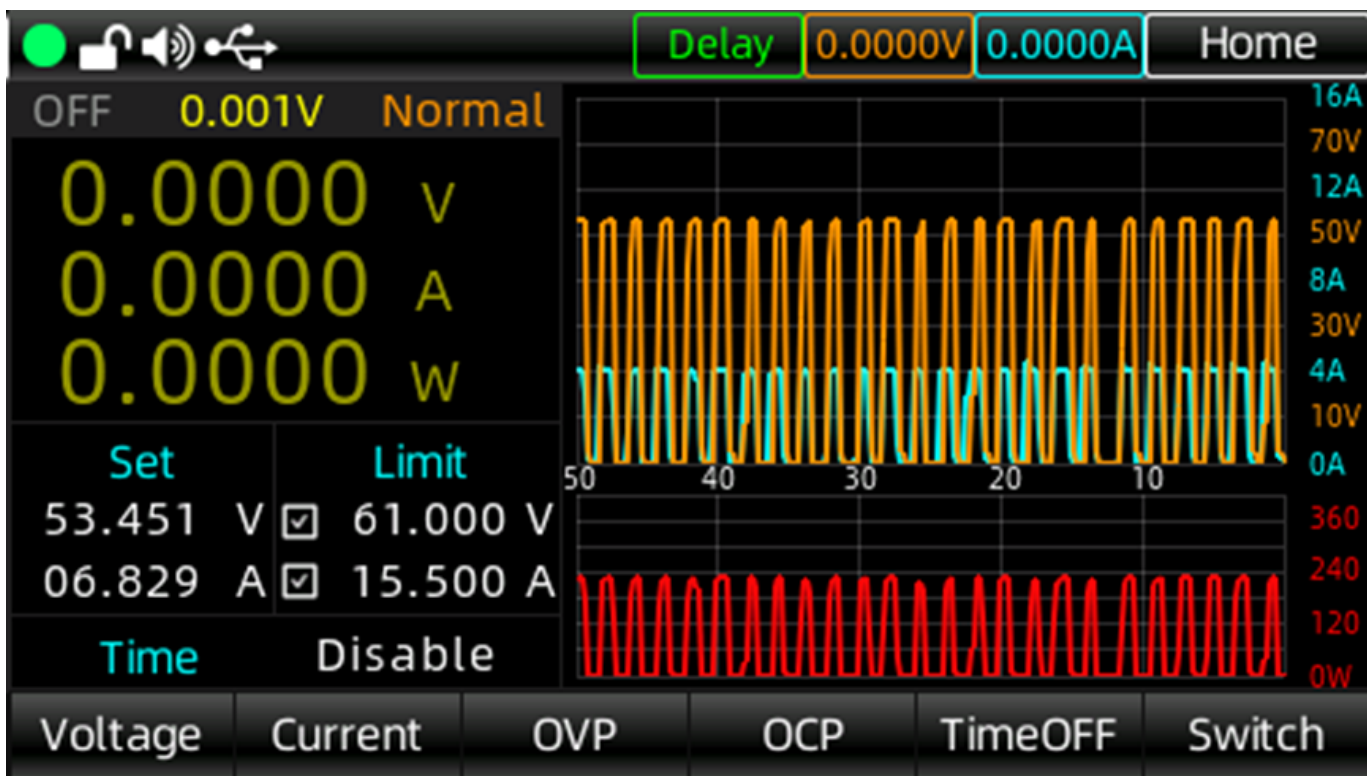 Delay 0.0000V 0.0000A Home
OFF 0.001V Normal
0.0000 V
0.0000 A
0.0000 W
Set Limit
53.451 V 61.000 V
06.829 A 15.500 A
Time Disable
16A
70V
12A
50V
8A
30V
4A
10V
0A
50 40 30 20 10
360
240
120
0W
Voltage Current OVP OCP TimeOFF Switch